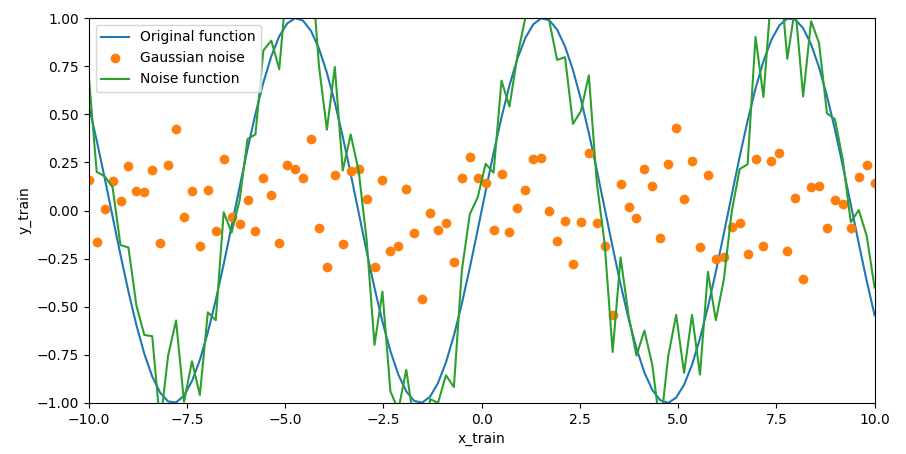 Original function
Gaussian noise
Noise function
1.00
0.75
0.50
0.25
0.00
−0.25
−0.50
−0.75
−1.00
y_train
−10.0 −7.5 −5.0 −2.5 0.0 2.5 5.0 7.5 10.0
x_train